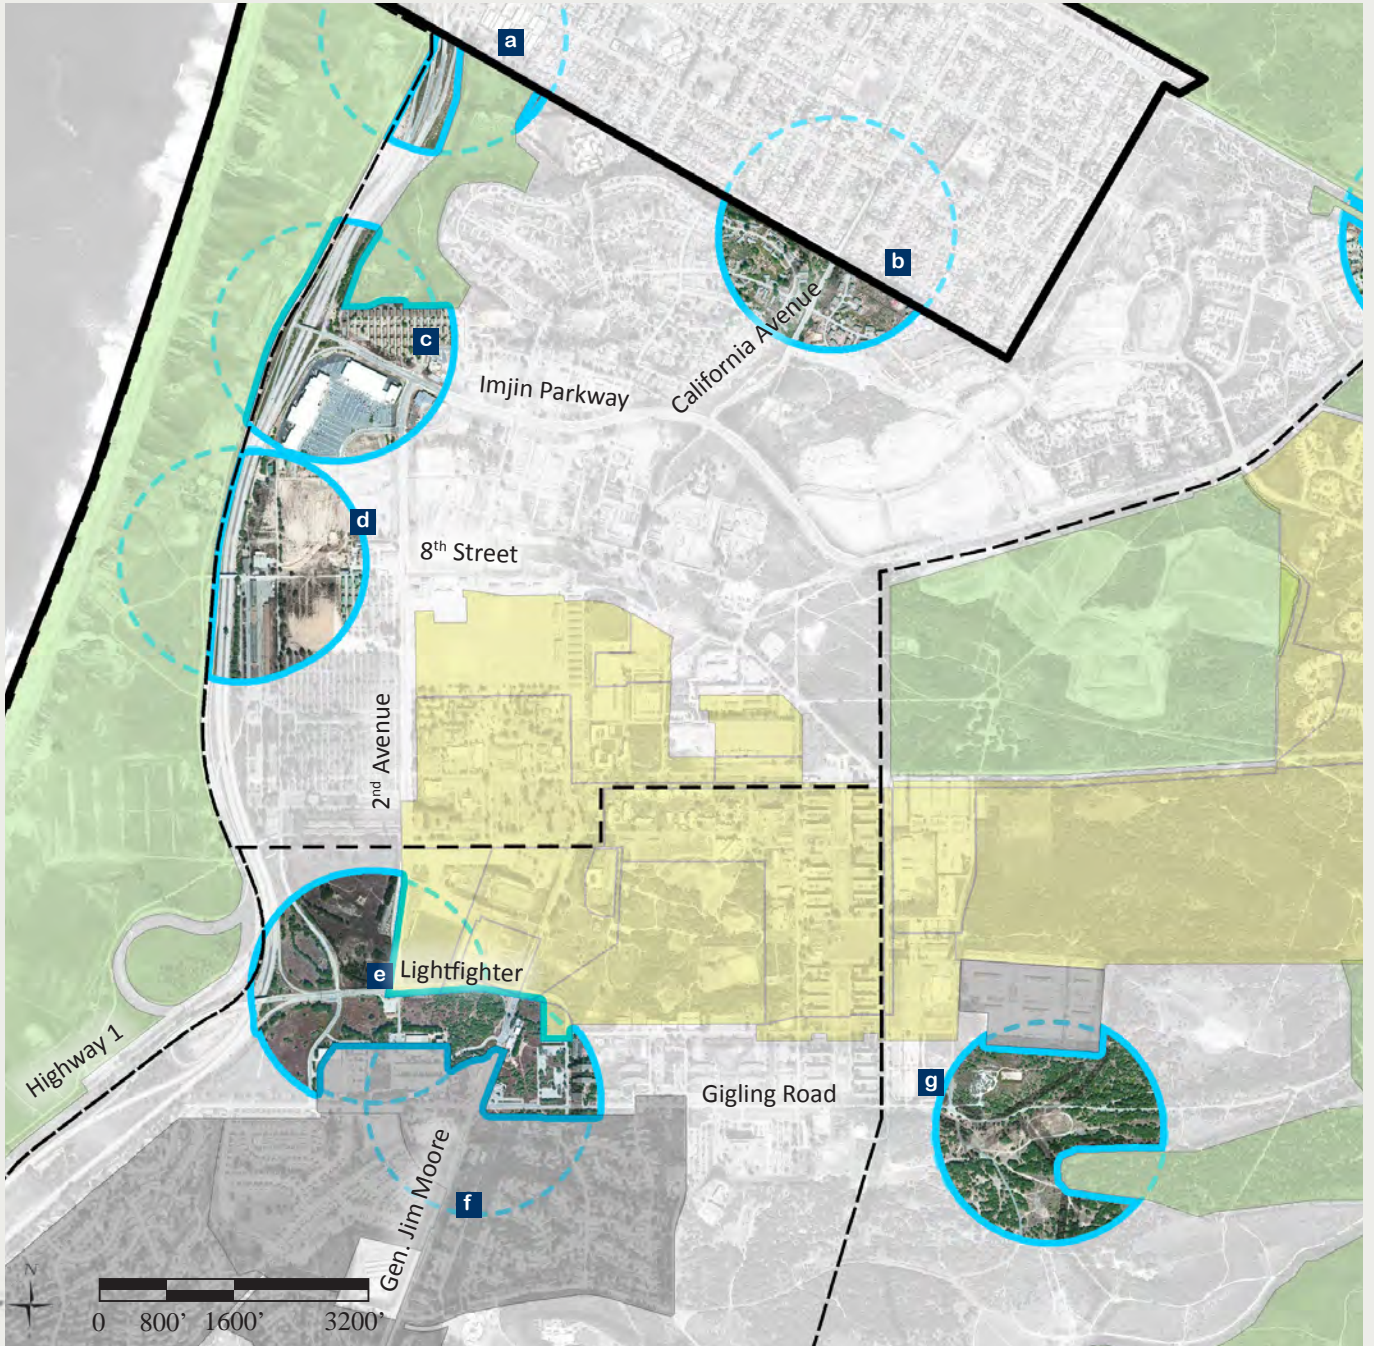 a
b
California Avenue
c
Imjin Parkway
d
8th Street
2nd Avenue
e
Lightfighter
Highway 1
g
Gigling Road
f
Gen. Jim Moore
N
0 800’ 1600’ 3200’